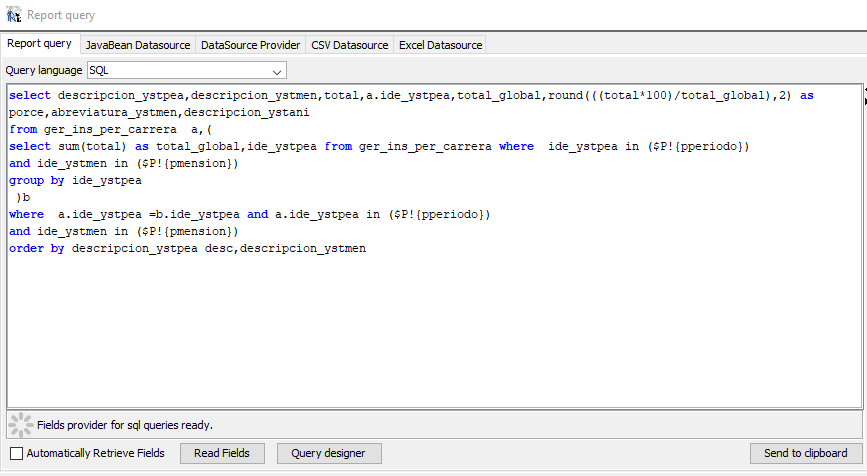 Report query
Report query JavaBean Datasource DataSource Provider CSV Datasource Excel Datasource
Query language SQL
select descripcion_ystpea,descripcion_ystmen,total,a.ide_ystpea,total_global,round(((total*100)/total_global),2) as
porce,abreviatura_ystmen,descripcion_ystani
from ger_ins_per_carrera  a,(
select sum(total) as total_global,ide_ystpea from ger_ins_per_carrera where  ide_ystpea in ($P!{pperiodo})
and ide_ystmen in ($P!{pmension})
group by ide_ystpea
 )b
where  a.ide_ystpea =b.ide_ystpea and a.ide_ystpea in ($P!{pperiodo})
and ide_ystmen in ($P!{pmension})
order by descripcion_ystpea desc,descripcion_ystmen
Fields provider for sql queries ready.
Automatically Retrieve Fields Read Fields Query designer Send to clipboard